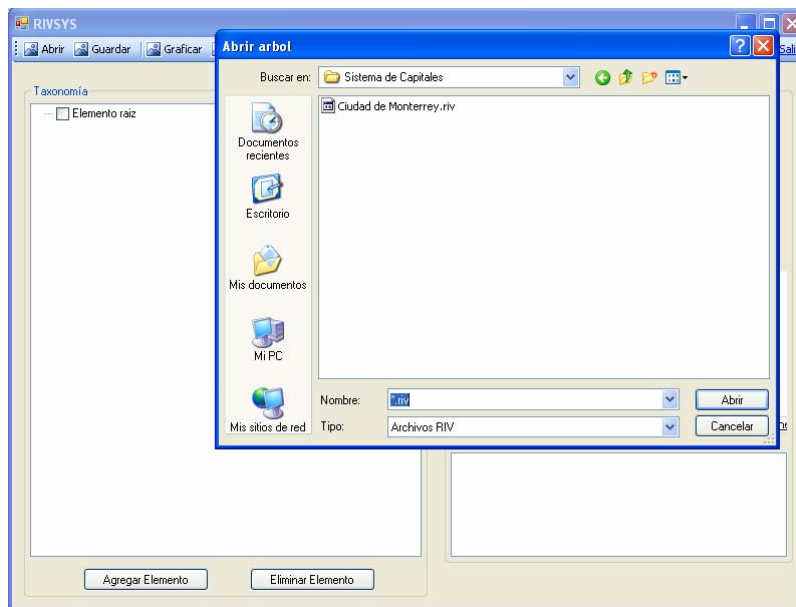 RIVSYS
Abrir Guardar Graficar
Abrir arbol
Buscar en: Sistema de Capitales
Taxonomía
Elemento raiz
Ciudad de Monterrey.riv
Documentos
recientes
Escritorio
Mis documentos
Mi PC
Mis sitios de red
Nombre: *.riv Abrir
Tipo: Archivos RIV Cancelar
Agregar Elemento Eliminar Elemento